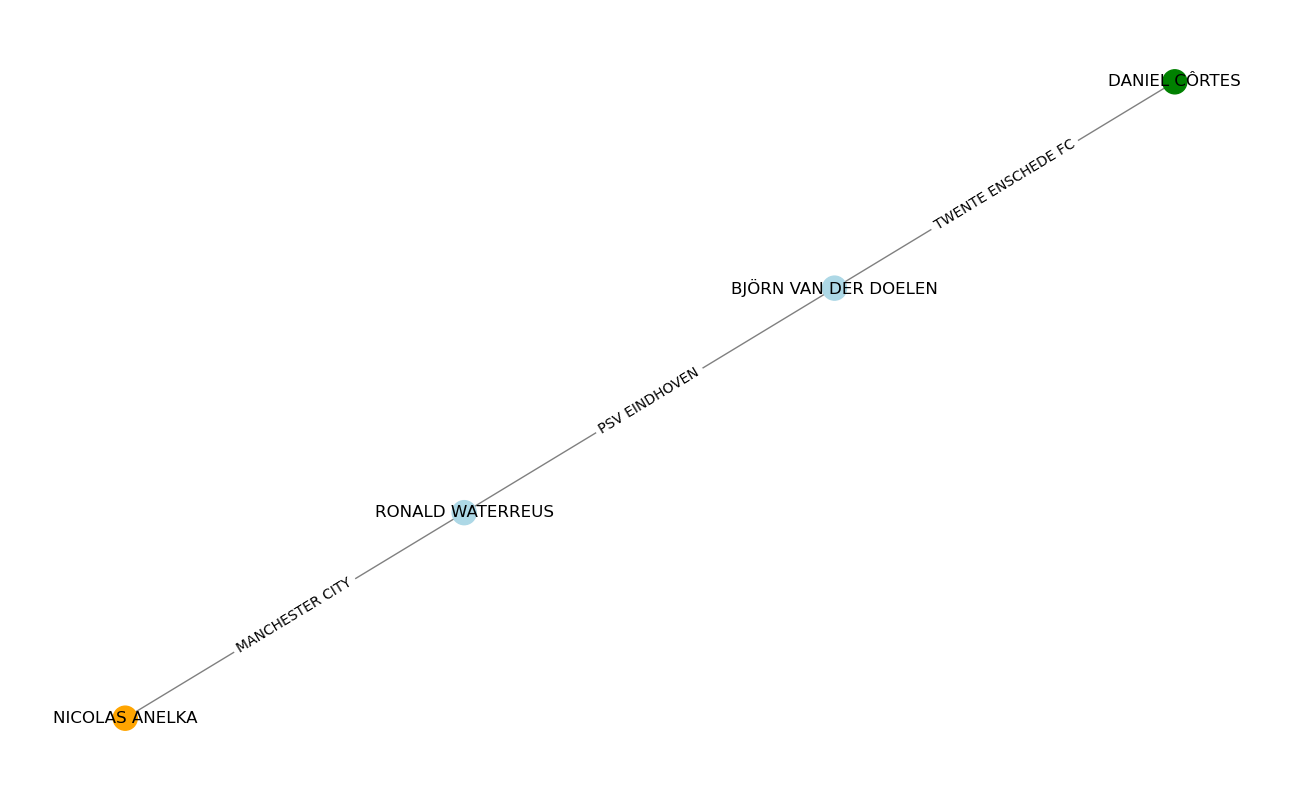 DANIEL CÔRTES
TWENTE ENSCHEDE FC
BJÖRN VAN DER DOELEN
PSV EINDHOVEN
RONALD WATERREUS
MANCHESTER CITY
NICOLAS ANELKA